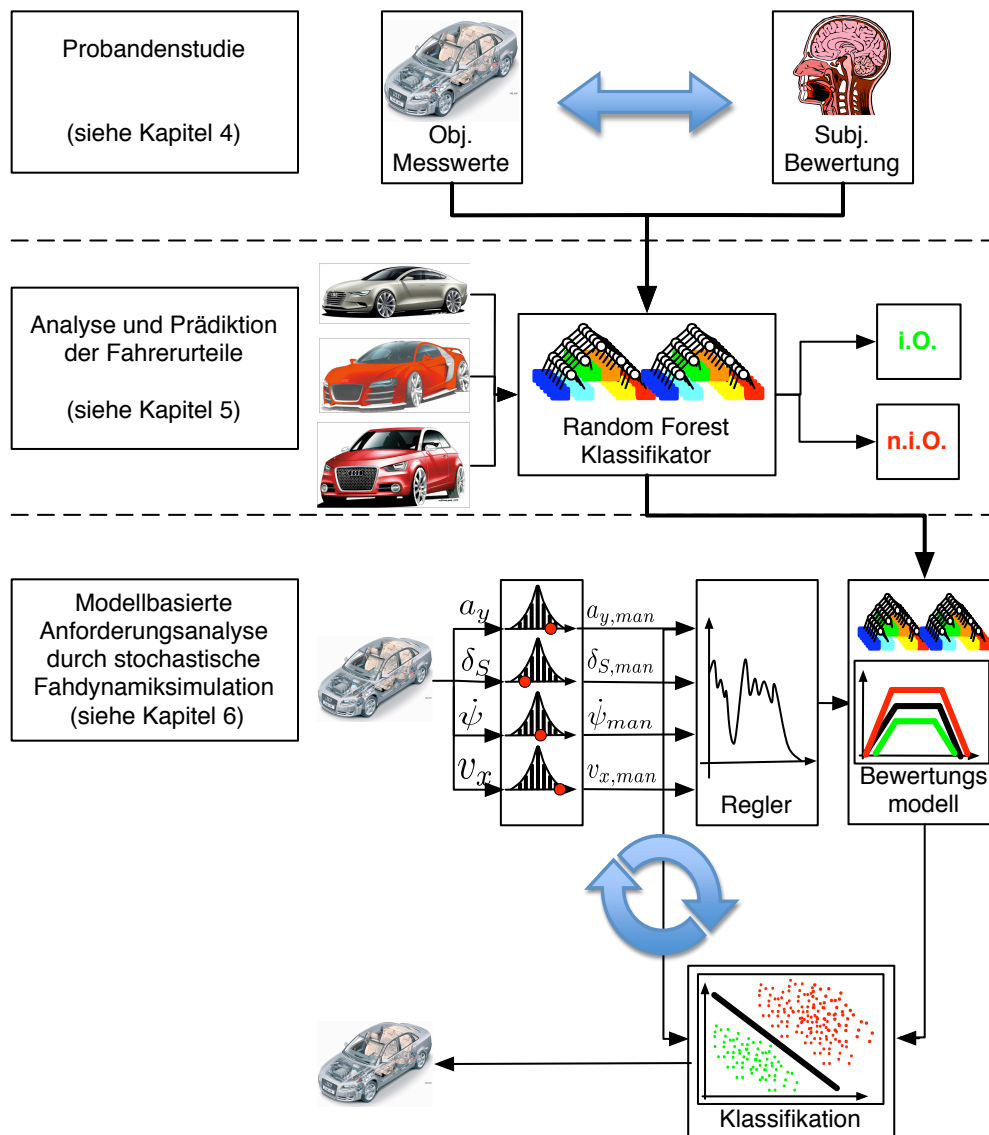 Probandenstudie
(siehe Kapitel 4)
Obj.
Messwerte
Subj.
Bewertung
Analyse und Prädiktion
der Fahrerurteile
(siehe Kapitel 5)
Random Forest
Klassifikator
i.O.
n.i.O.
Modellbasierte
Anforderungsanalyse
durch stochastische
Fahdynamiksimulation
(siehe Kapitel 6)
a_y
δ_S
ψ̇
v_x
a_{y,man}
δ_{S,man}
ψ̇_{man}
v_{x,man}
Regler
Bewertungs
modell
Klassifikation